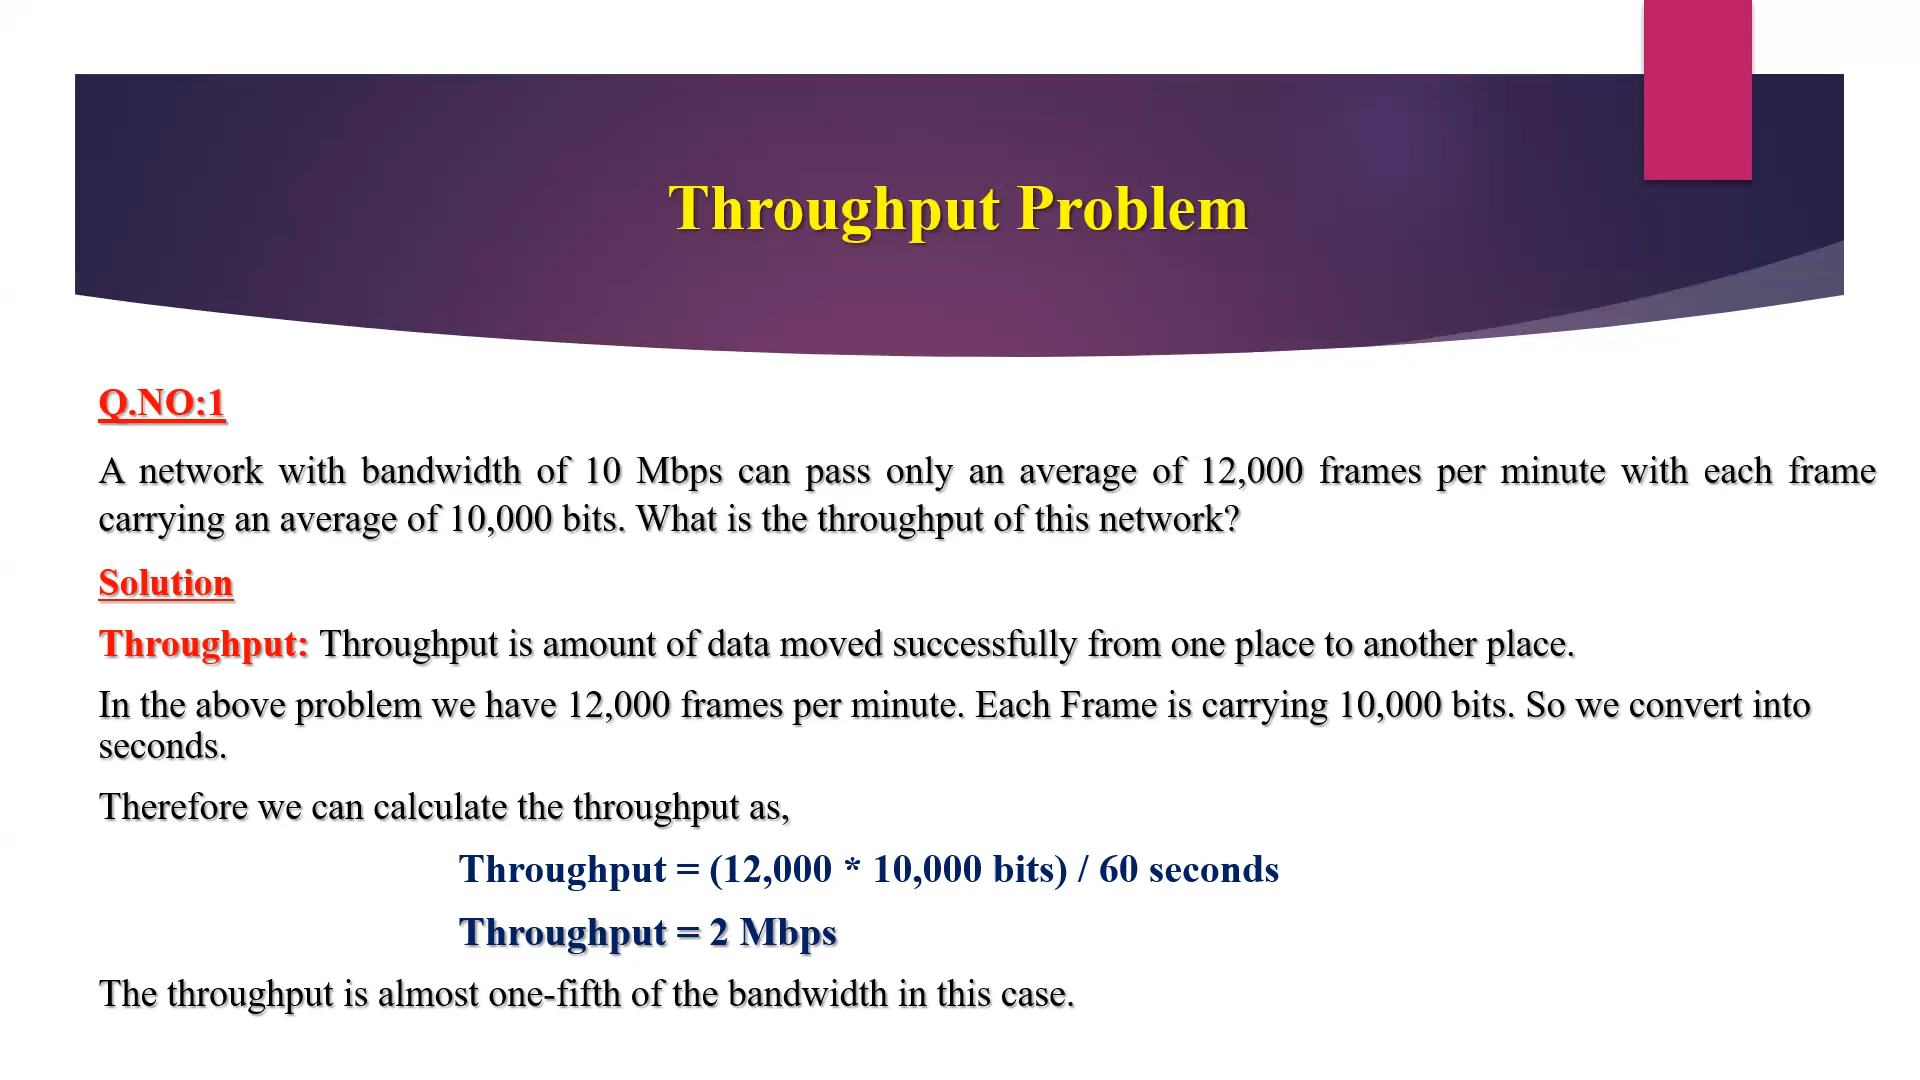 Throughput Problem
Q.NO:1
A network with bandwidth of 10 Mbps can pass only an average of 12,000 frames per minute with each frame
carrying an average of 10,000 bits. What is the throughput of this network?
Solution
Throughput: Throughput is amount of data moved successfully from one place to another place.
In the above problem we have 12,000 frames per minute. Each Frame is carrying 10,000 bits. So we convert into
seconds.
Therefore we can calculate the throughput as,
Throughput = (12,000 * 10,000 bits) / 60 seconds
Throughput = 2 Mbps
The throughput is almost one-fifth of the bandwidth in this case.